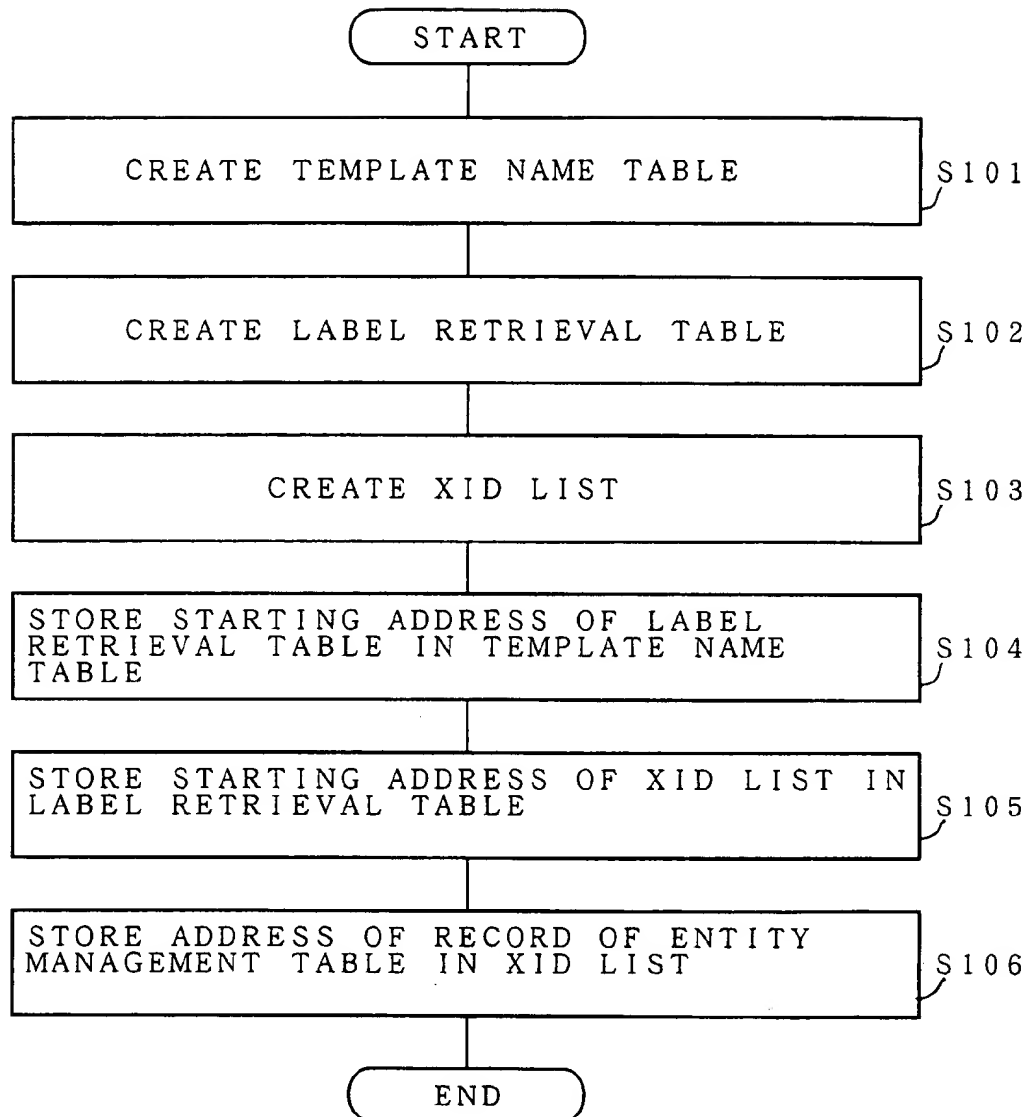 START
CREATE TEMPLATE NAME TABLE
S101
CREATE LABEL RETRIEVAL TABLE
S102
CREATE XID LIST
S103
STORE STARTING ADDRESS OF LABEL
RETRIEVAL TABLE IN TEMPLATE NAME
TABLE
S104
STORE STARTING ADDRESS OF XID LIST IN
LABEL RETRIEVAL TABLE
S105
STORE ADDRESS OF RECORD OF ENTITY
MANAGEMENT TABLE IN XID LIST
S106
END